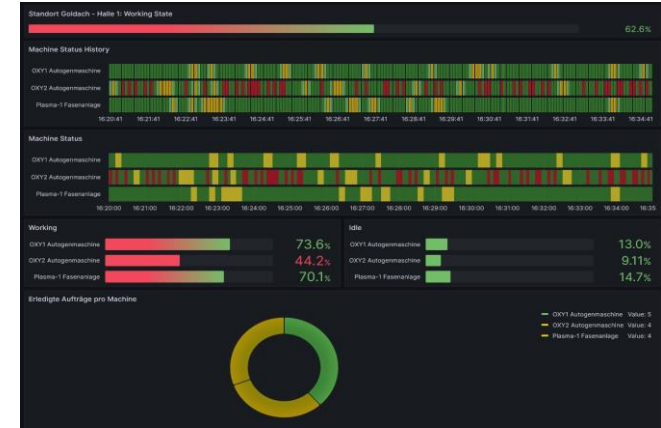 Standort Goldach - Halle 1: Working State
62.6%
Machine Status History
OXY1 Autogenmaschine
OXY2 Autogenmaschine
Plasma-1 Fasenanlage
16:20:41 16:21:41 16:22:41 16:23:41 16:24:41 16:25:41 16:26:41 16:27:41 16:28:41 16:29:41 16:30:41 16:31:41 16:32:41 16:33:41 16:34:41
Machine Status
OXY1 Autogenmaschine
OXY2 Autogenmaschine
Plasma-1 Fasenanlage
16:20:00 16:21:00 16:22:00 16:23:00 16:24:00 16:25:00 16:26:00 16:27:00 16:28:00 16:29:00 16:30:00 16:31:00 16:32:00 16:33:00 16:34:00 16:35
Working Idle
OXY1 Autogenmaschine 73.6% OXY1 Autogenmaschine 13.0%
OXY2 Autogenmaschine 44.2% OXY2 Autogenmaschine 9.11%
Plasma-1 Fasenanlage 70.1% Plasma-1 Fasenanlage 14.7%
Erledigte Aufträge pro Machine
OXY1 Autogenmaschine Value: 5
OXY2 Autogenmaschine Value: 4
Plasma-1 Fasenanlage Value: 4